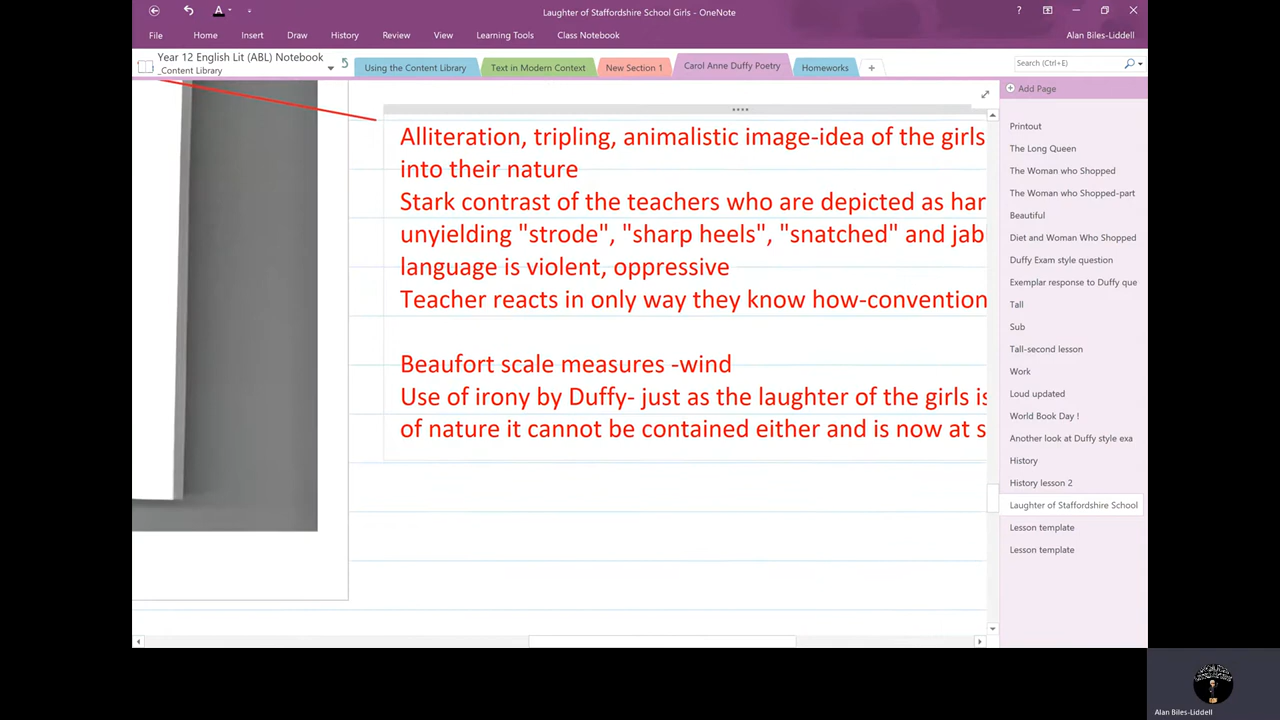 Laughter of Staffordshire School Girls - OneNote
?
A
File Home Insert Draw History Review View Learning Tools Class Notebook Alan Biles-Liddell
Year 12 English Lit (ABL) Notebook
_Content Library
Using the Content Library Text in Modern Context New Section 1 Carol Anne Duffy Poetry Homeworks + Search (Ctrl+E)
Add Page
Alliteration, tripling, animalistic image-idea of the girls
into their nature
Stark contrast of the teachers who are depicted as har
unyielding "strode", "sharp heels", "snatched" and jab
language is violent, oppressive
Teacher reacts in only way they know how-convention
Beaufort scale measures -wind
Use of irony by Duffy- just as the laughter of the girls is
of nature it cannot be contained either and is now at s
Printout
The Long Queen
The Woman who Shopped
The Woman who Shopped-part
Beautiful
Diet and Woman Who Shopped
Duffy Exam style question
Exemplar response to Duffy que
Tall
Sub
Tall-second lesson
Work
Loud updated
World Book Day !
Another look at Duffy style exa
History
History lesson 2
Laughter of Staffordshire School
Lesson template
Lesson template
Alan Biles-Liddell